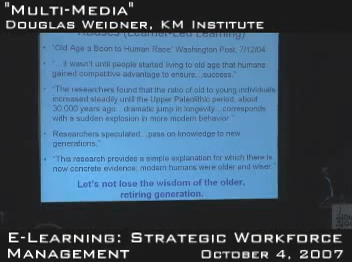 "Multi-Media"
Douglas Weidner, KM Institute
(Learner-Led Learning)
• "Old Age a Boon to Human Race" Washington Post, 7/12/04
• "…it wasn't until people started living to old age that humans
gained competitive advantage to ensure…success."
• "The researchers found that the ratio of old to young individuals
increased steadily until the Upper Paleolithic period, about
30,000 years ago…dramatic jump in longevity…corresponds
with a sudden explosion in more modern behavior."
• Researchers speculated…pass on knowledge to new
generations."
• "This research provides a simple explanation for which there is
now concrete evidence: modern humans were older and wiser."
Let's not lose the wisdom of the older,
retiring generation.
E-Learning: Strategic Workforce
Management October 4, 2007